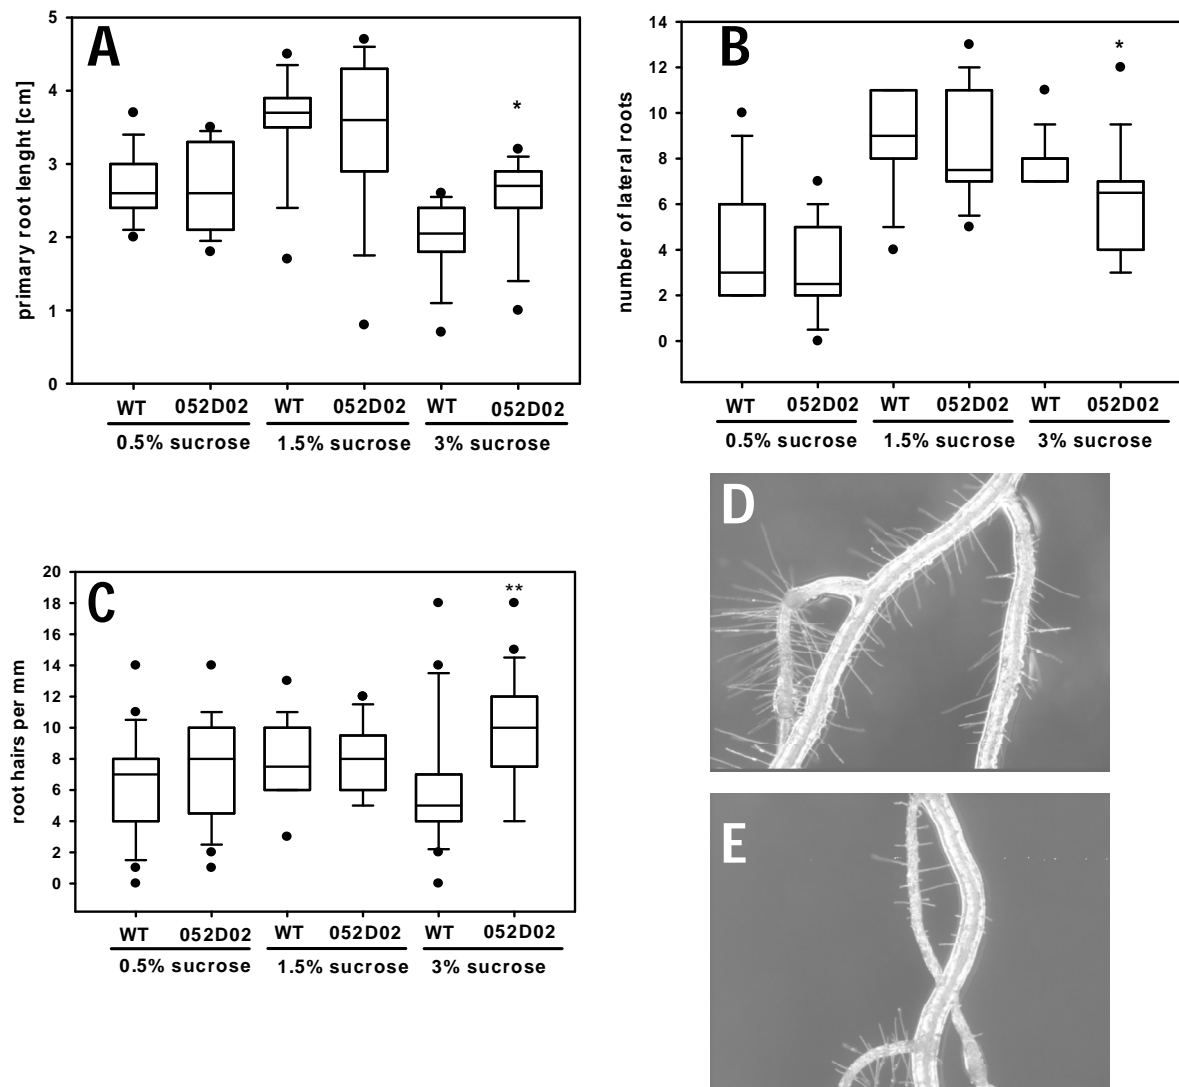 A
primary root lenght [cm]
5
4
3
2
1
0
*
WT 052D02 WT 052D02 WT 052D02
0.5% sucrose 1.5% sucrose 3% sucrose
B
number of lateral roots
14
12
10
8
6
4
2
0
*
WT 052D02 WT 052D02 WT 052D02
0.5% sucrose 1.5% sucrose 3% sucrose
C
root hairs per mm
20
18
16
14
12
10
8
6
4
2
0
**
WT 052D02 WT 052D02 WT 052D02
0.5% sucrose 1.5% sucrose 3% sucrose
D
E